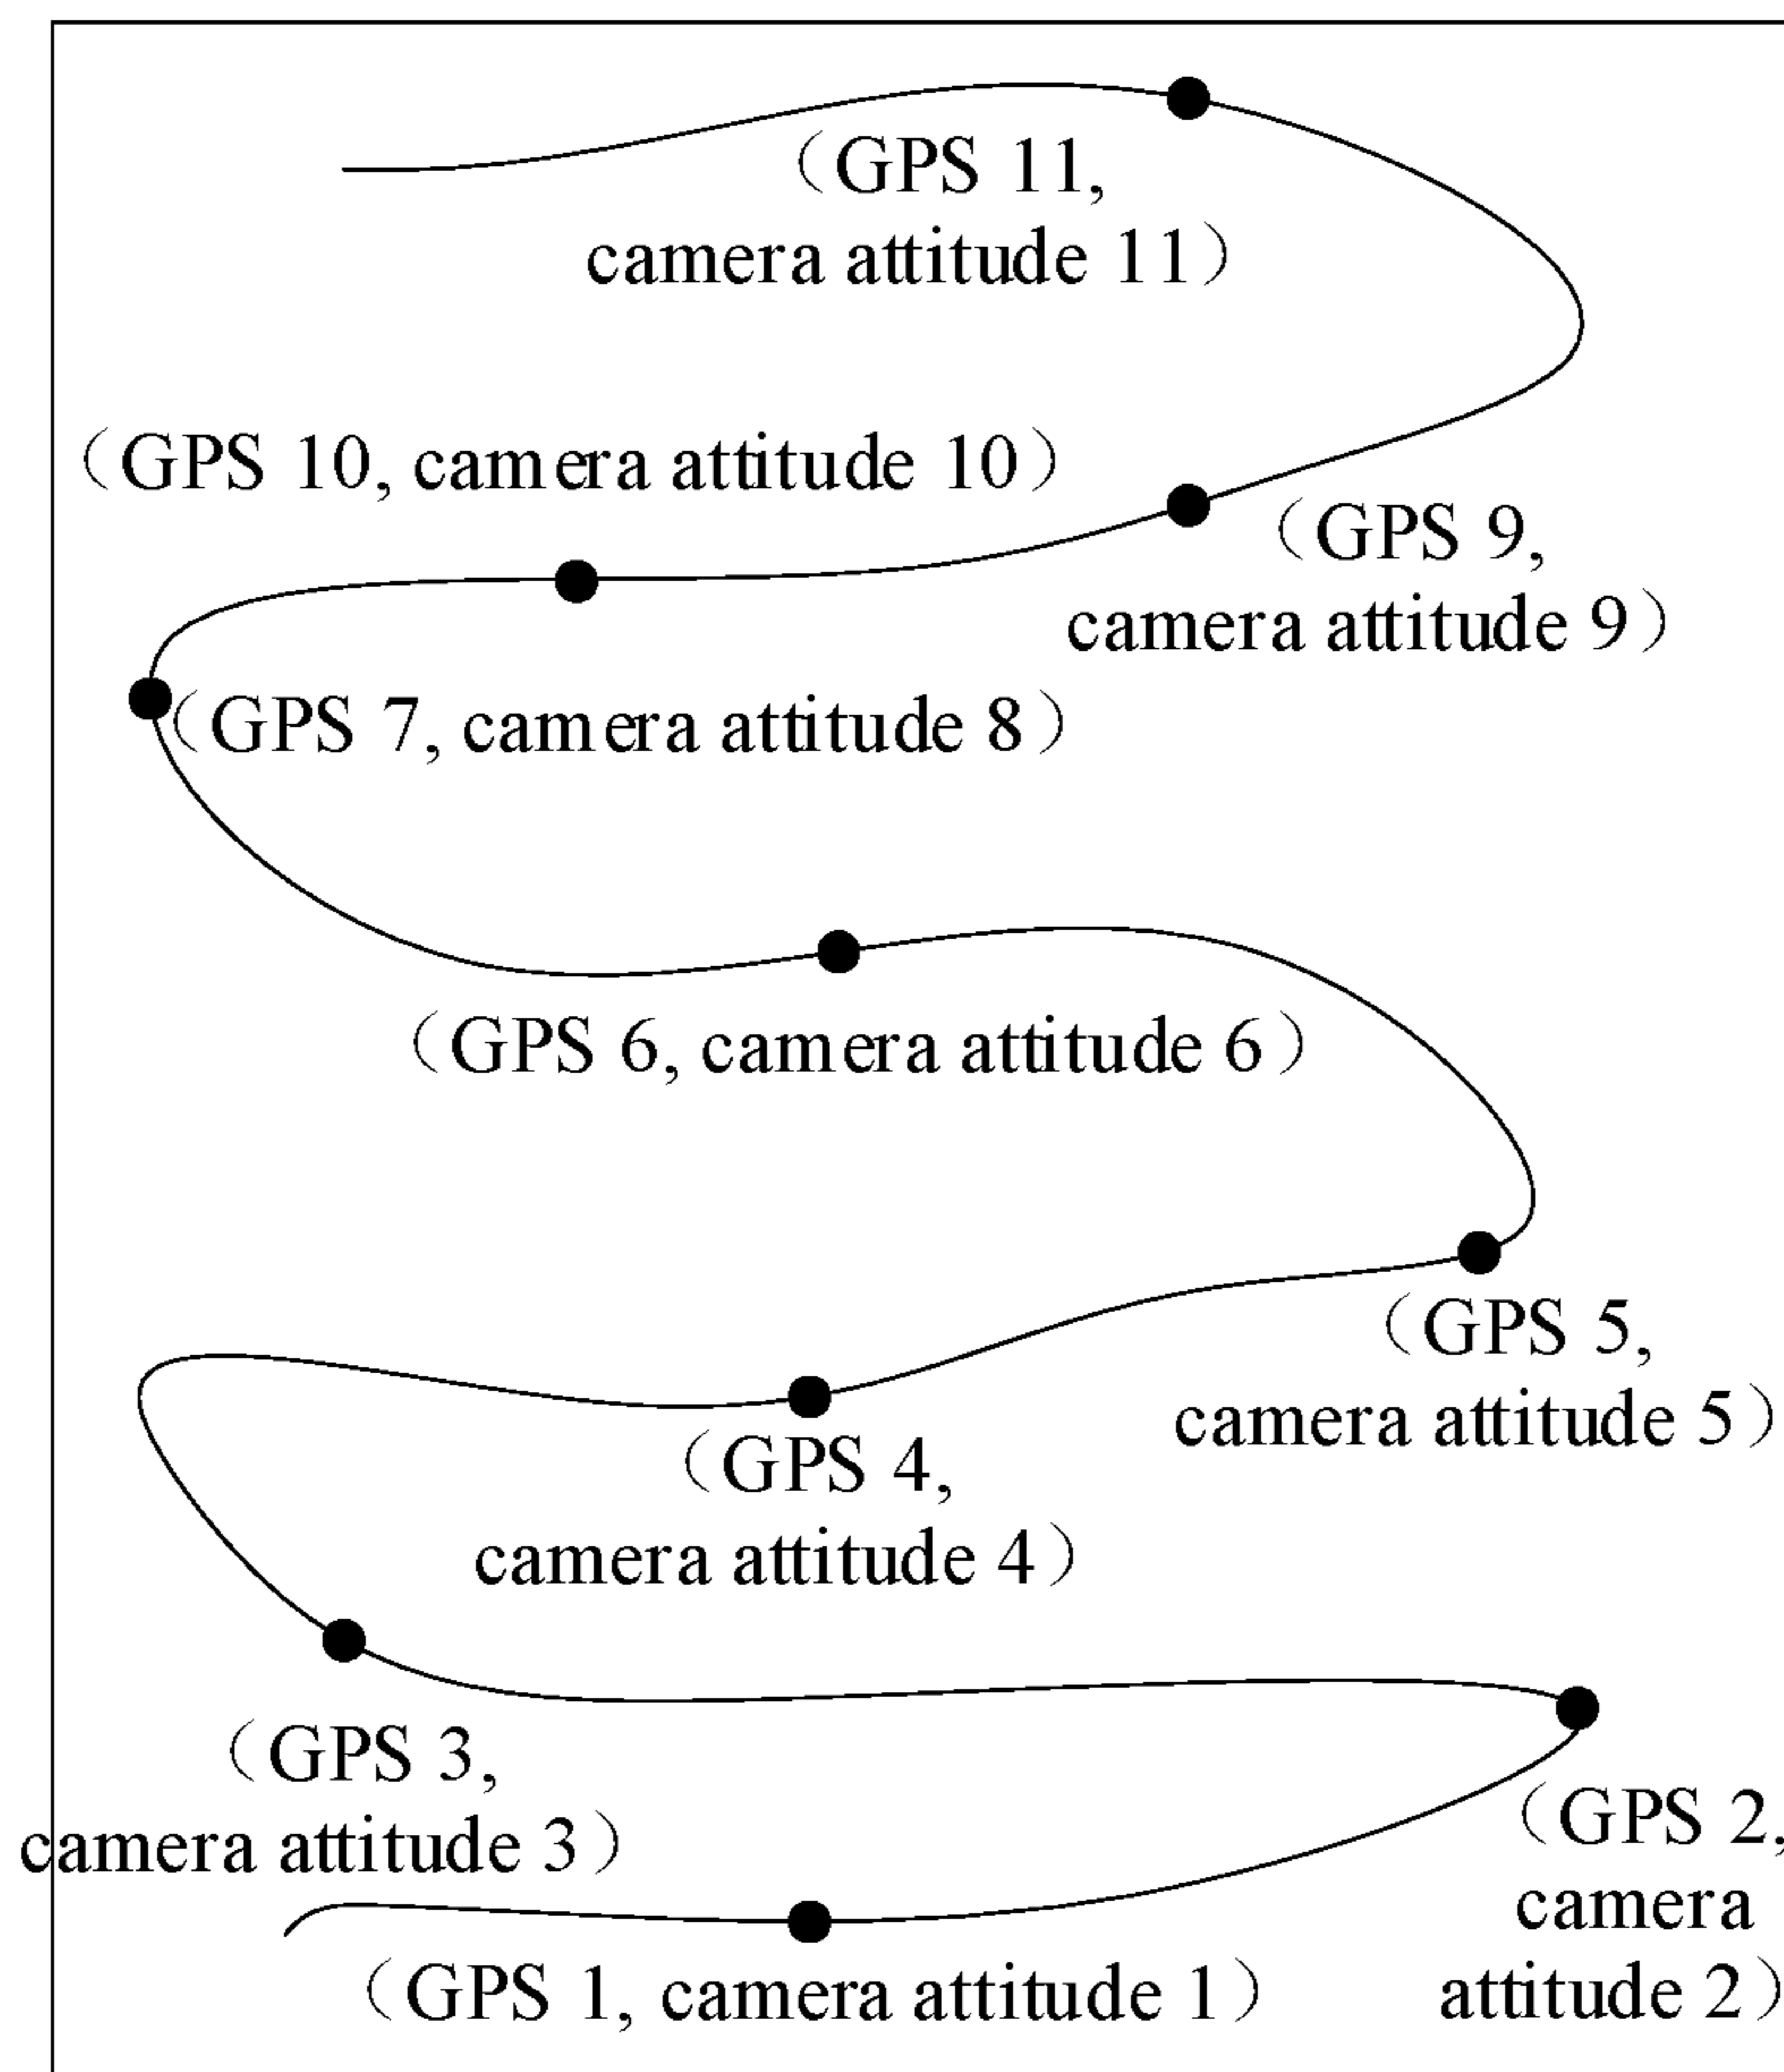 （GPS 11,
camera attitude 11）
（GPS 10, camera attitude 10）
（GPS 9,
camera attitude 9）
（GPS 7, camera attitude 8）
（GPS 6, camera attitude 6）
（GPS 5,
camera attitude 5）
（GPS 4,
camera attitude 4）
（GPS 3,
camera attitude 3）
（GPS 2,
camera
attitude 2）
（GPS 1, camera attitude 1）